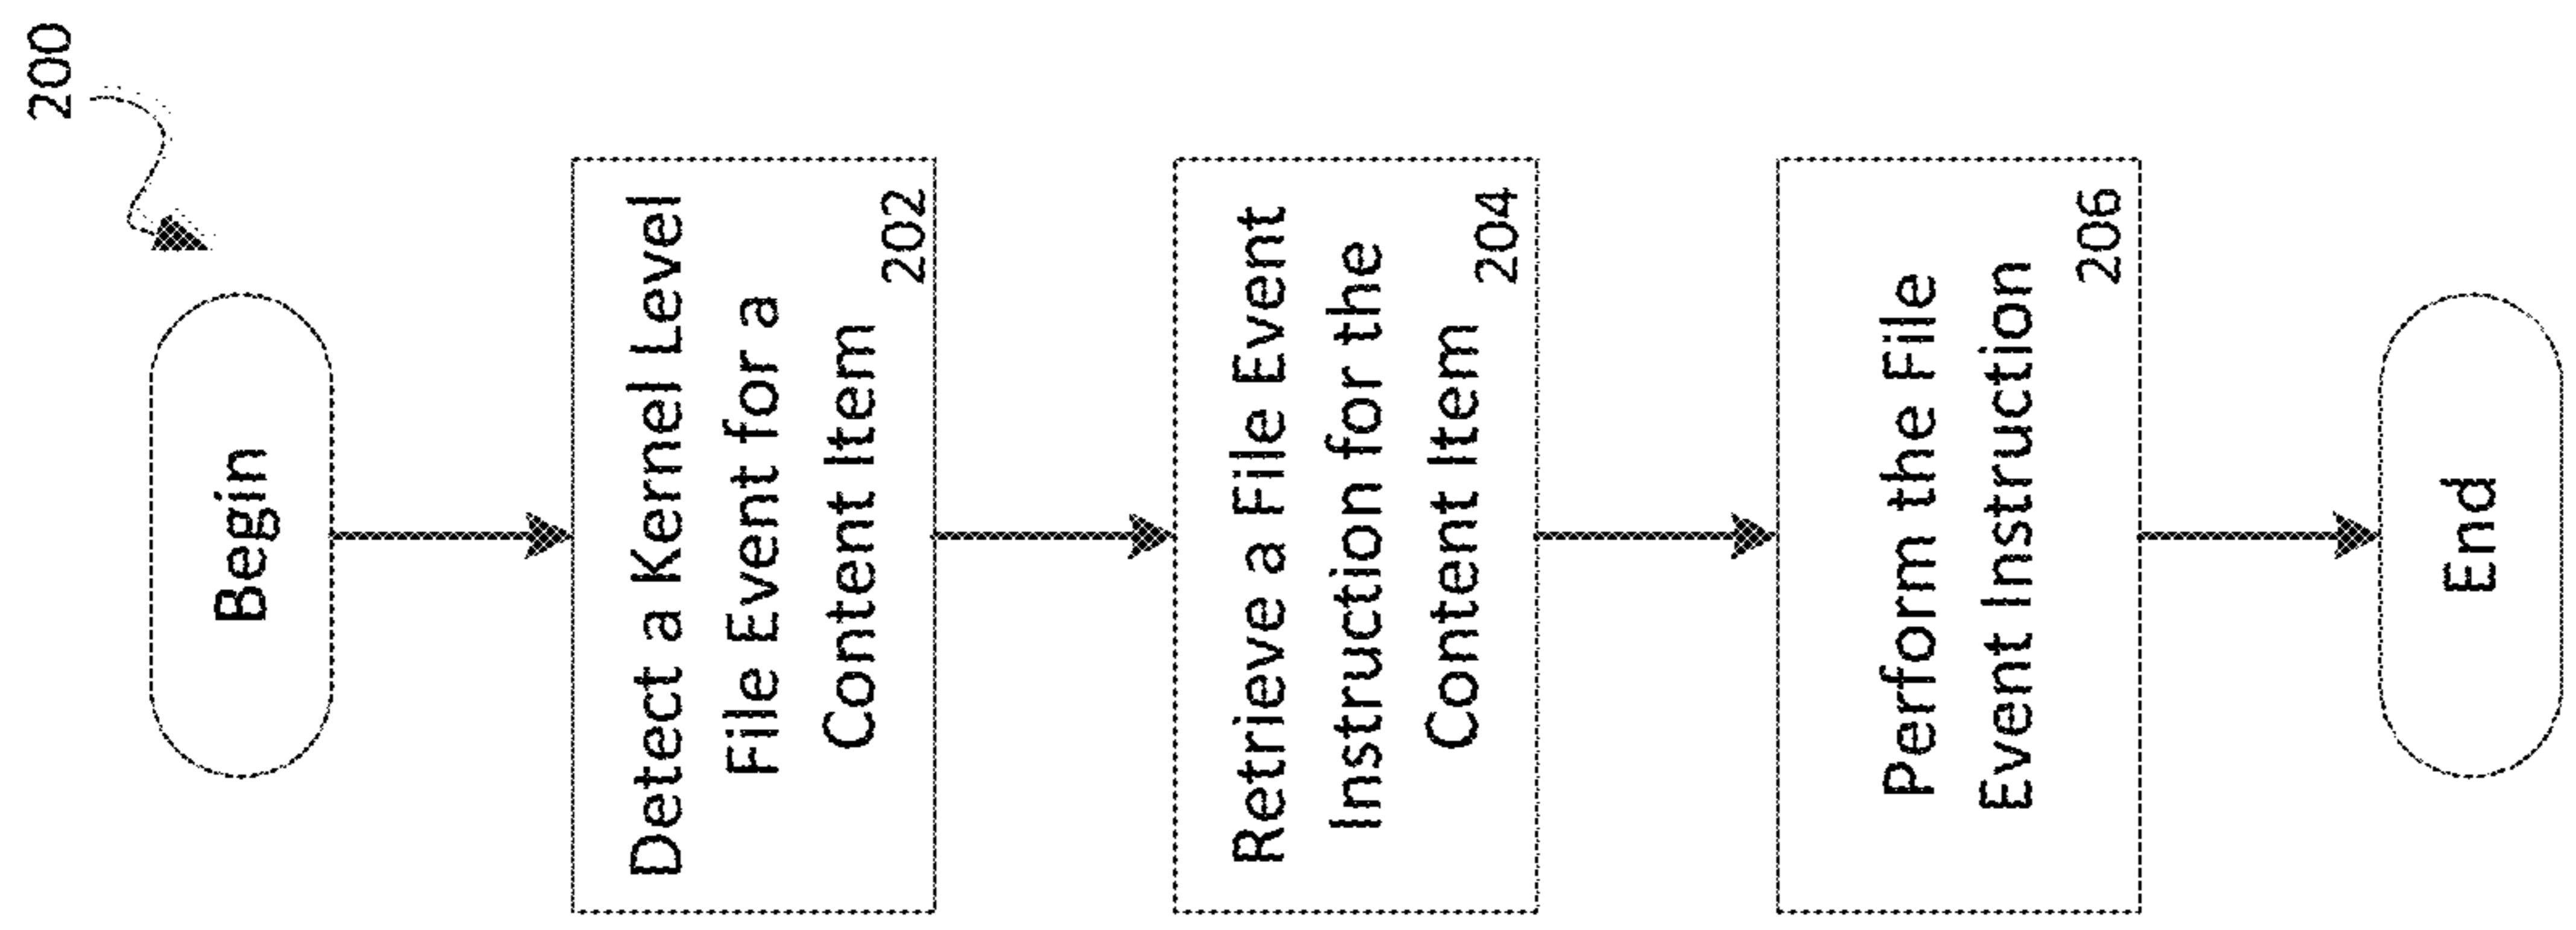 200
Begin
Detect a Kernel Level
File Event for a
Content Item
202
Retrieve a File Event
Instruction for the
Content Item
204
Perform the File
Event Instruction
206
End